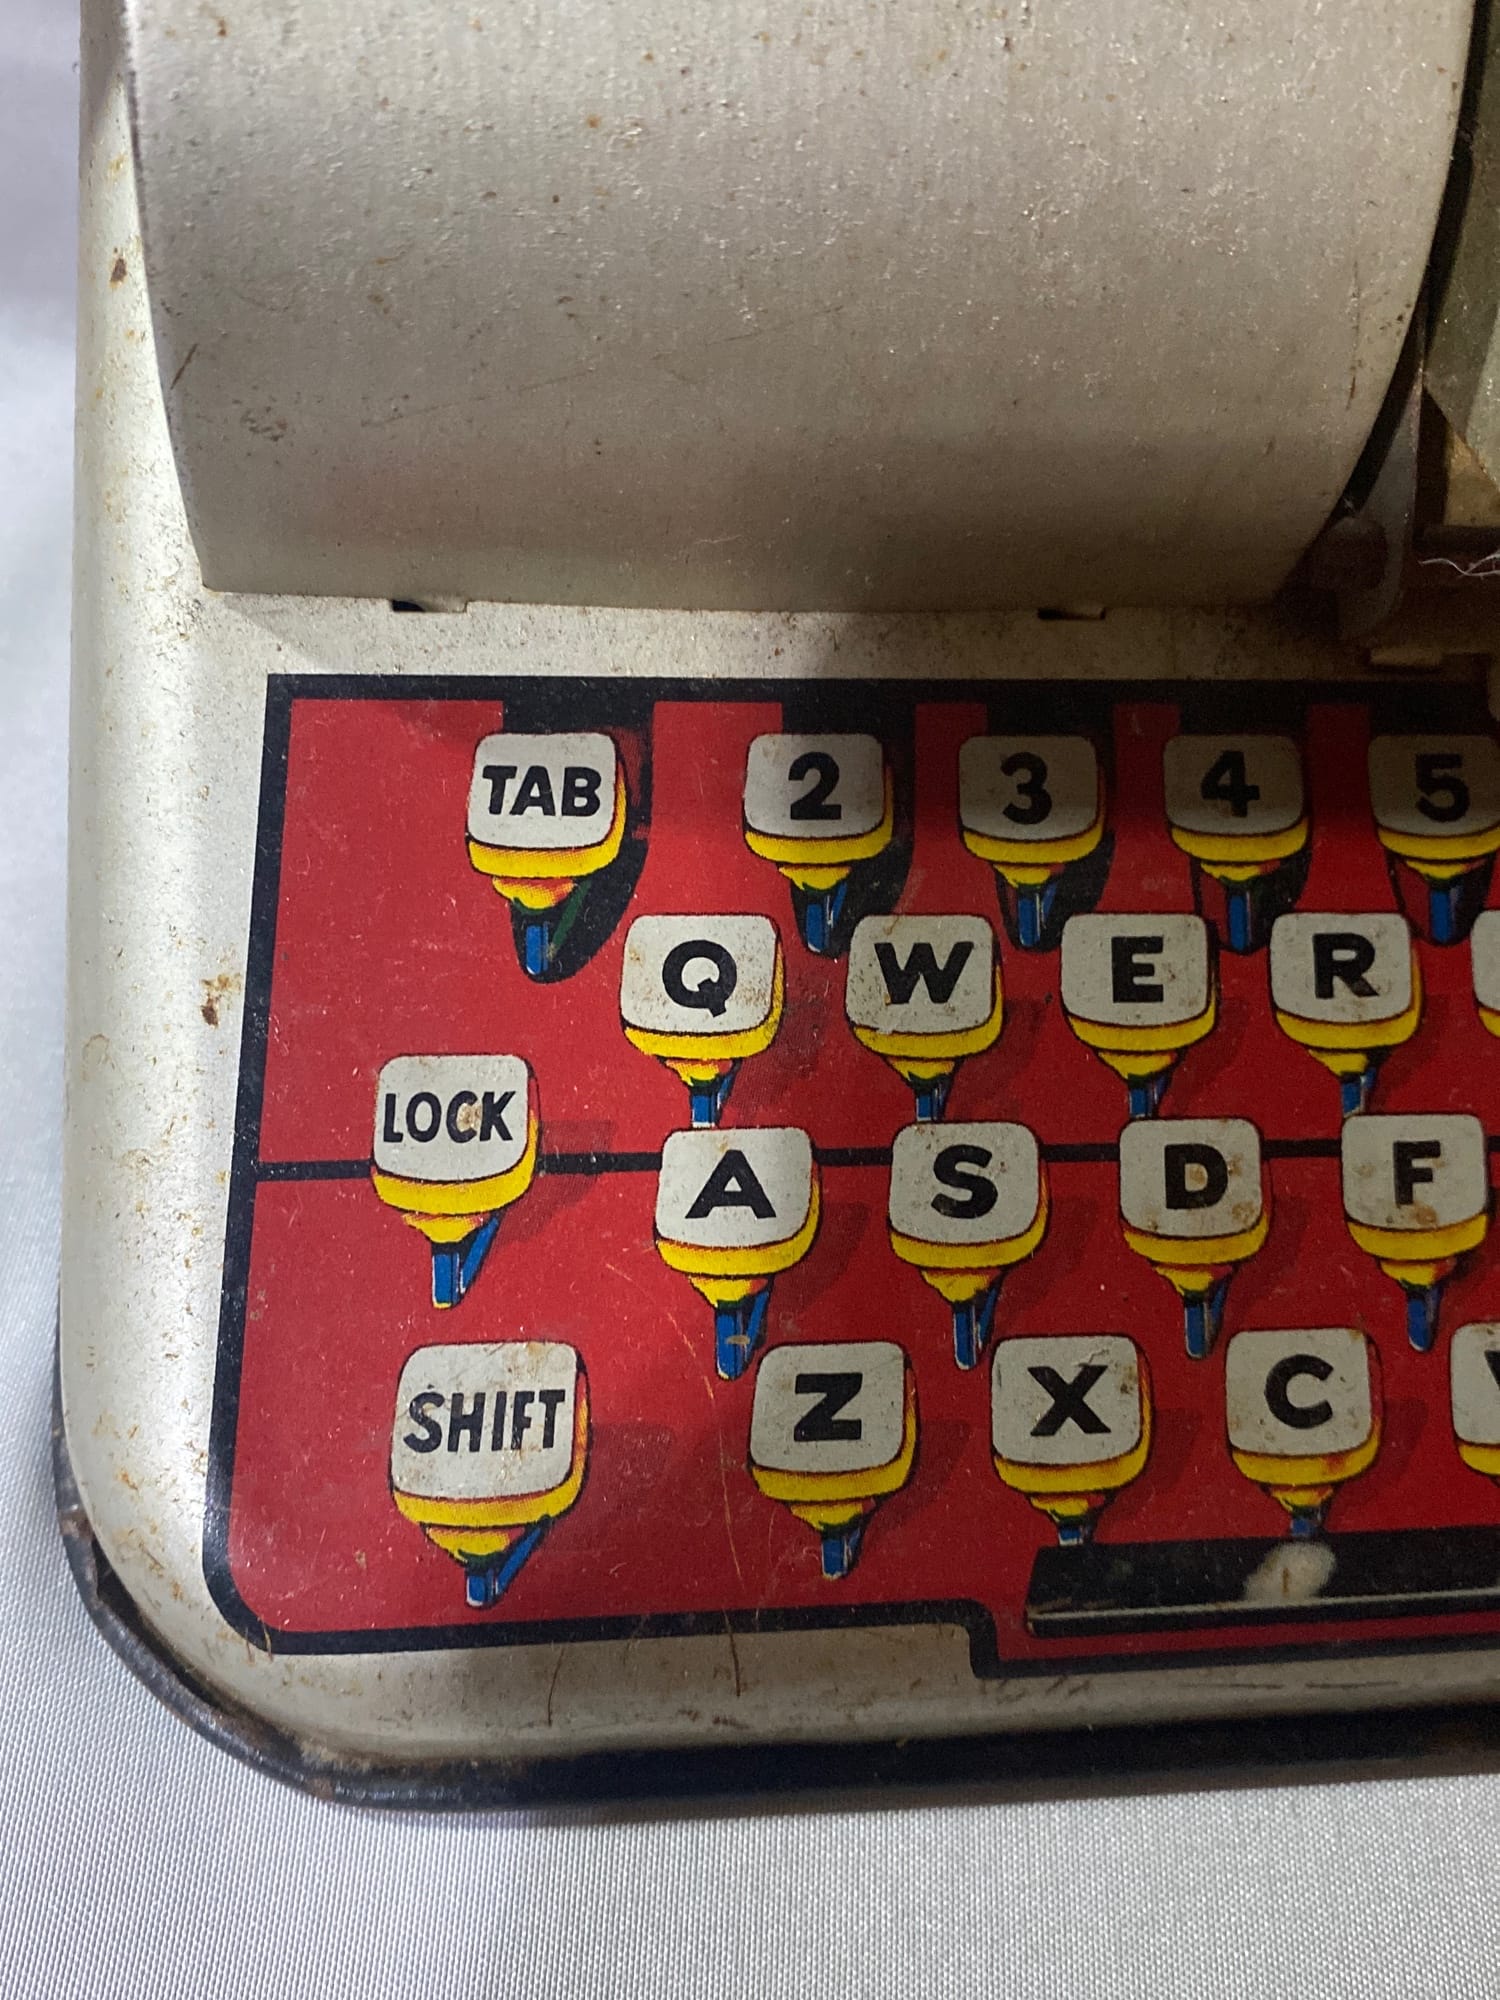 TAB 2 3 4 5
Q W E R
LOCK A S D F
SHIFT Z X C